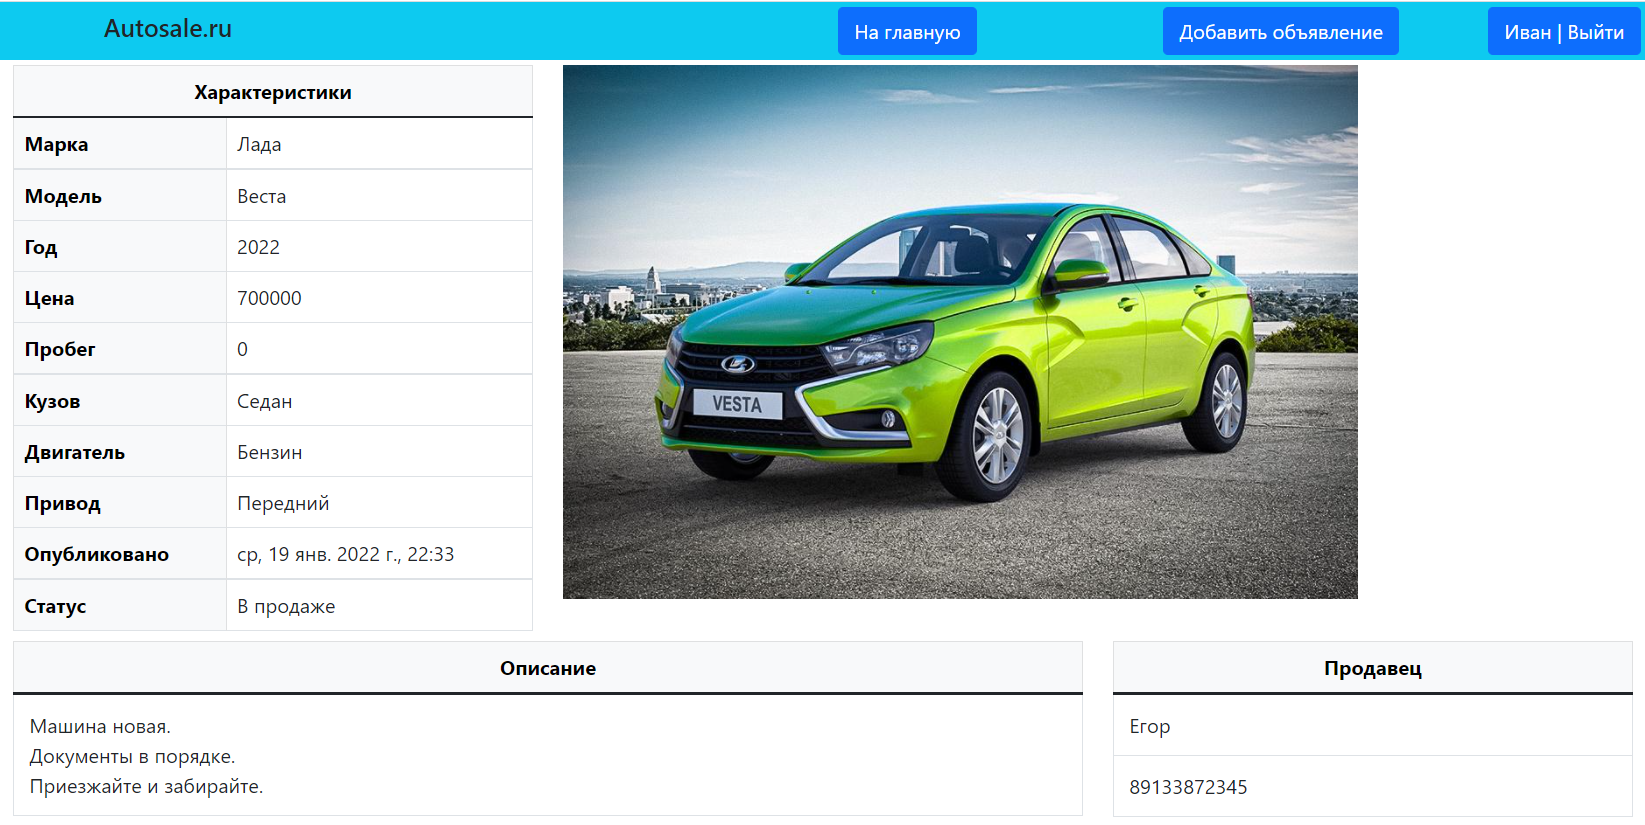 Autosale.ru
На главную
Добавить объявление
Иван | Выйти
Характеристики
Марка Лада
Модель Веста
Год 2022
Цена 700000
Пробег 0
Кузов Седан
Двигатель Бензин
Привод Передний
Опубликовано ср, 19 янв. 2022 г., 22:33
Статус В продаже
VESTA
Описание
Машина новая.
Документы в порядке.
Приезжайте и забирайте.
Продавец
Егор
89133872345